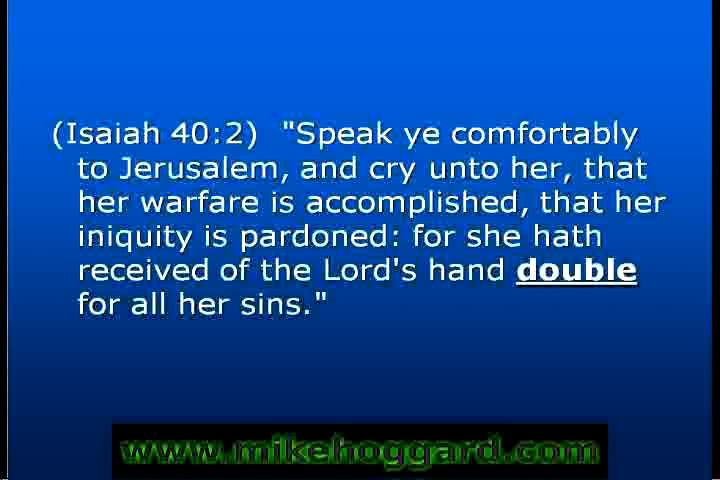 (Isaiah 40:2)  "Speak ye comfortably
to Jerusalem, and cry unto her, that
her warfare is accomplished, that her
iniquity is pardoned: for she hath
received of the Lord's hand double
for all her sins."
www.mikehoggard.com